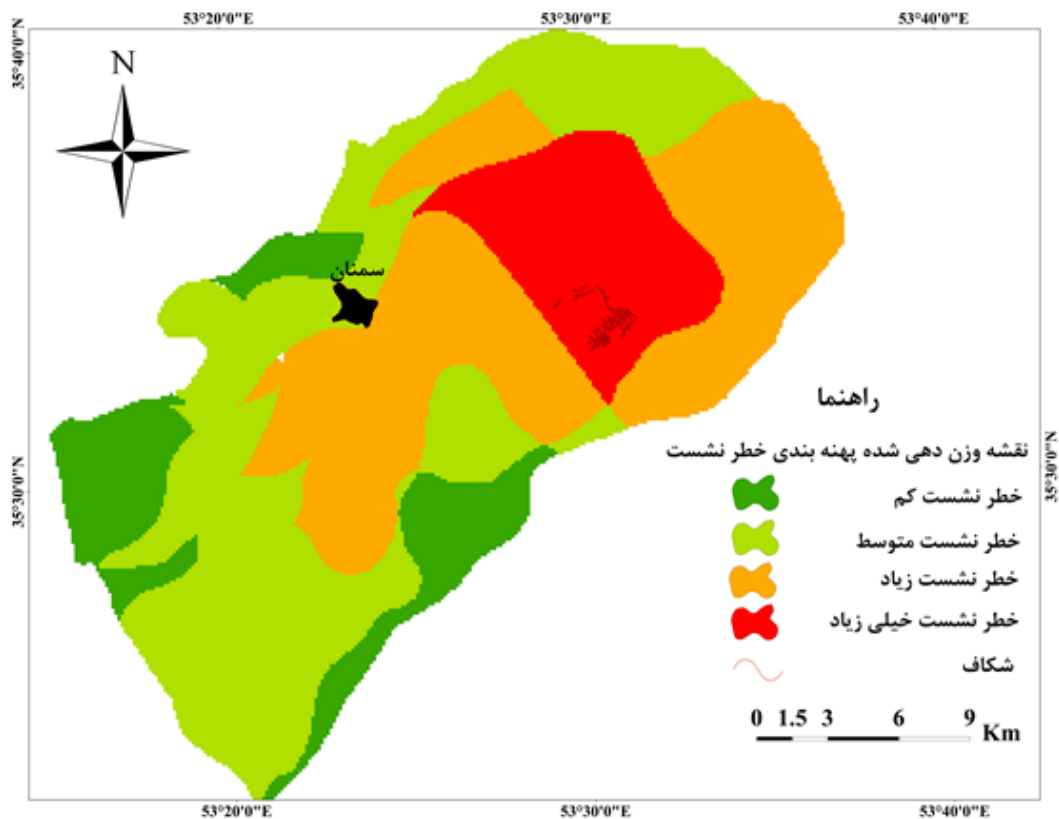 53°20'0"E 53°30'0"E 53°40'0"E
35°40'0"N
N
سمنان
راهنما
نقشه وزن دهی شده پهنه بندی خطر نشست
خطر نشست کم
خطر نشست متوسط
خطر نشست زیاد
خطر نشست خیلی زیاد
شکاف
35°30'0"N
35°30'0"N
0 1.5 3 6 9 Km
53°20'0"E 53°30'0"E 53°40'0"E